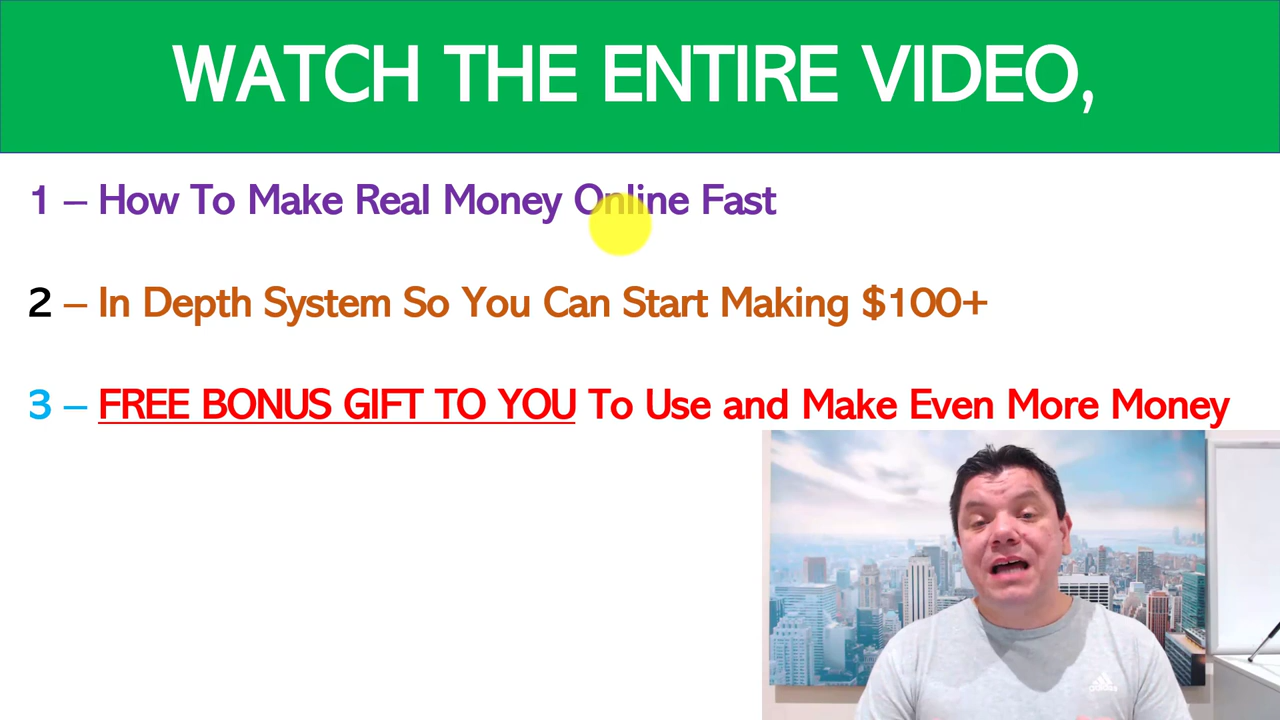 WATCH THE ENTIRE VIDEO,
1 – How To Make Real Money Online Fast
2 – In Depth System So You Can Start Making $100+
3 – FREE BONUS GIFT TO YOU To Use and Make Even More Money
adidas